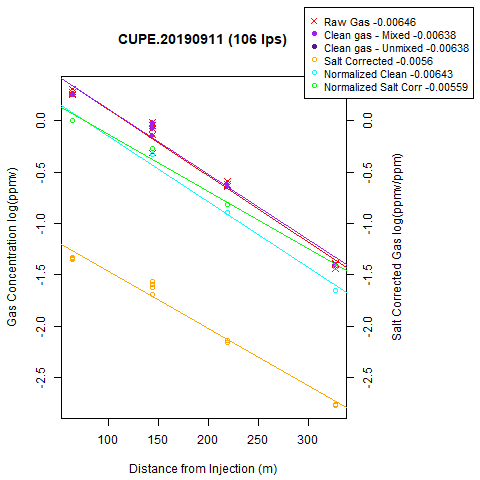 CUPE.20190911 (106 lps)
Raw Gas -0.00646
Clean gas - Mixed -0.00638
Clean gas - Unmixed -0.00638
Salt Corrected -0.0056
Normalized Clean -0.00643
Normalized Salt Corr -0.00559
Gas Concentration log(ppmv)
0.0
-0.5
-1.0
-1.5
-2.0
-2.5
0.0
-0.5
-1.0
-1.5
-2.0
-2.5
Salt Corrected Gas log(ppmv/ppm)
100 150 200 250 300
Distance from Injection (m)